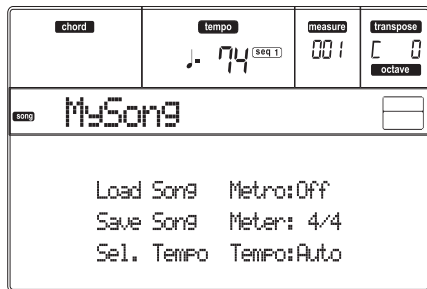 chord
tempo
measure
transpose
♩= 74
seq 1
001
C 0
octave
song
MySong
Load Song Metro:Off
Save Song Meter: 4/4
Sel. Tempo Tempo:Auto